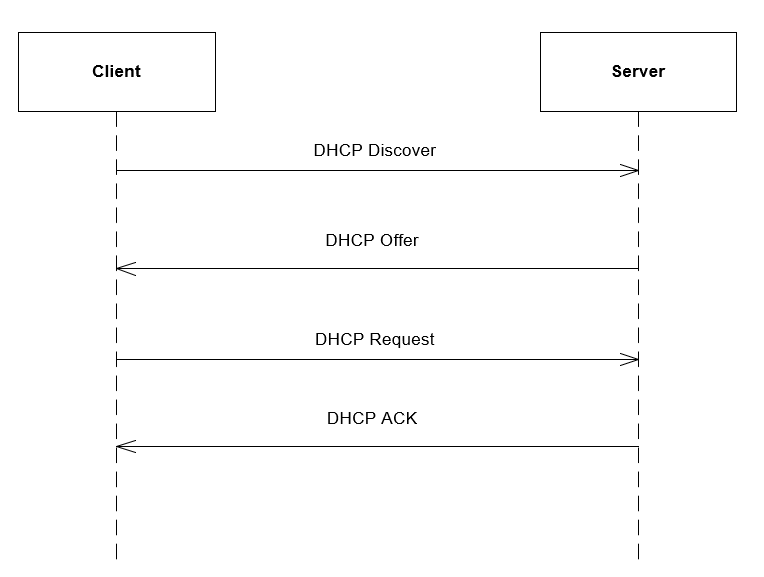 Client
Server
DHCP Discover
DHCP Offer
DHCP Request
DHCP ACK